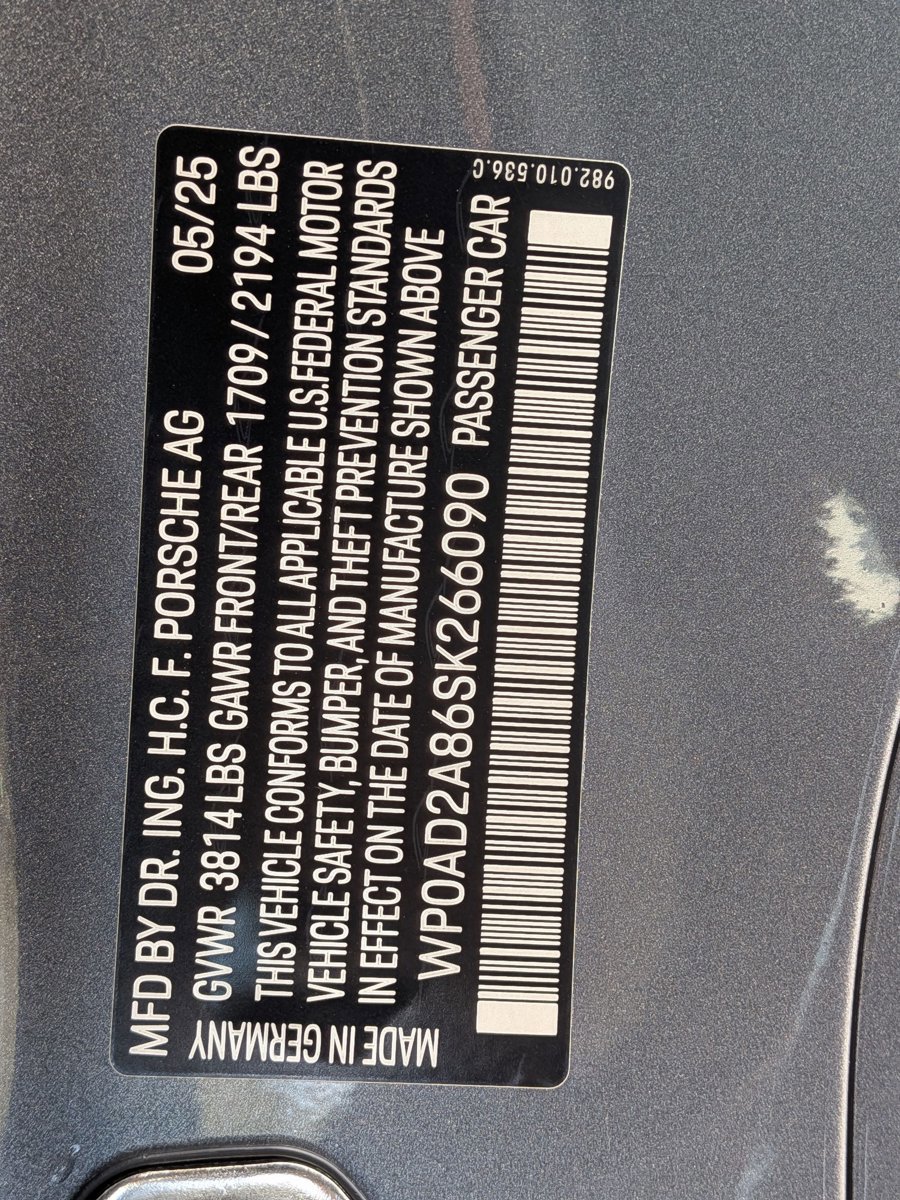 MFD BY DR. ING. H.C. F. PORSCHE AG 05/25
GVWR 3814 LBS GAWR FRONT/REAR 1709/2194 LBS
THIS VEHICLE CONFORMS TO ALL APPLICABLE U.S.FEDERAL MOTOR
VEHICLE SAFETY, BUMPER, AND THEFT PREVENTION STANDARDS
IN EFFECT ON THE DATE OF MANUFACTURE SHOWN ABOVE
WP0AD2A86SK266090 PASSENGER CAR
MADE IN GERMANY
982.010.536.C